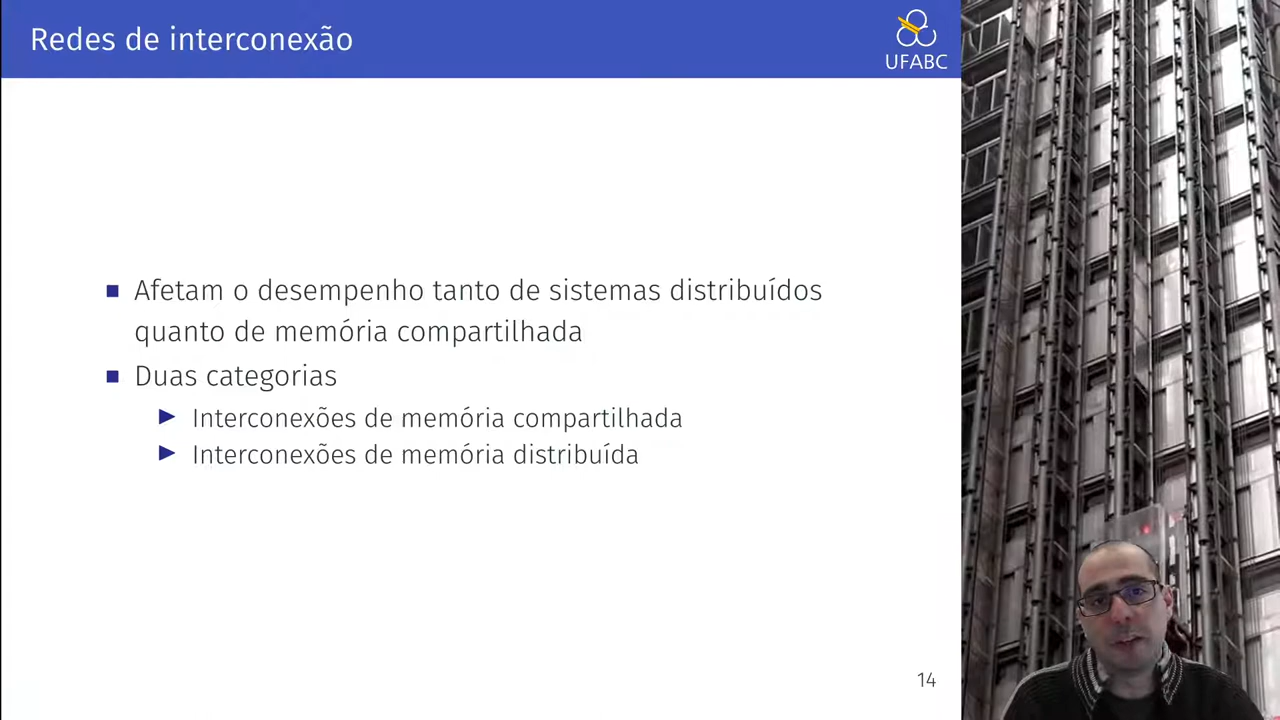 Redes de interconexão
UFABC
Afetam o desempenho tanto de sistemas distribuídos
quanto de memória compartilhada
Duas categorias
Interconexões de memória compartilhada
Interconexões de memória distribuída
14